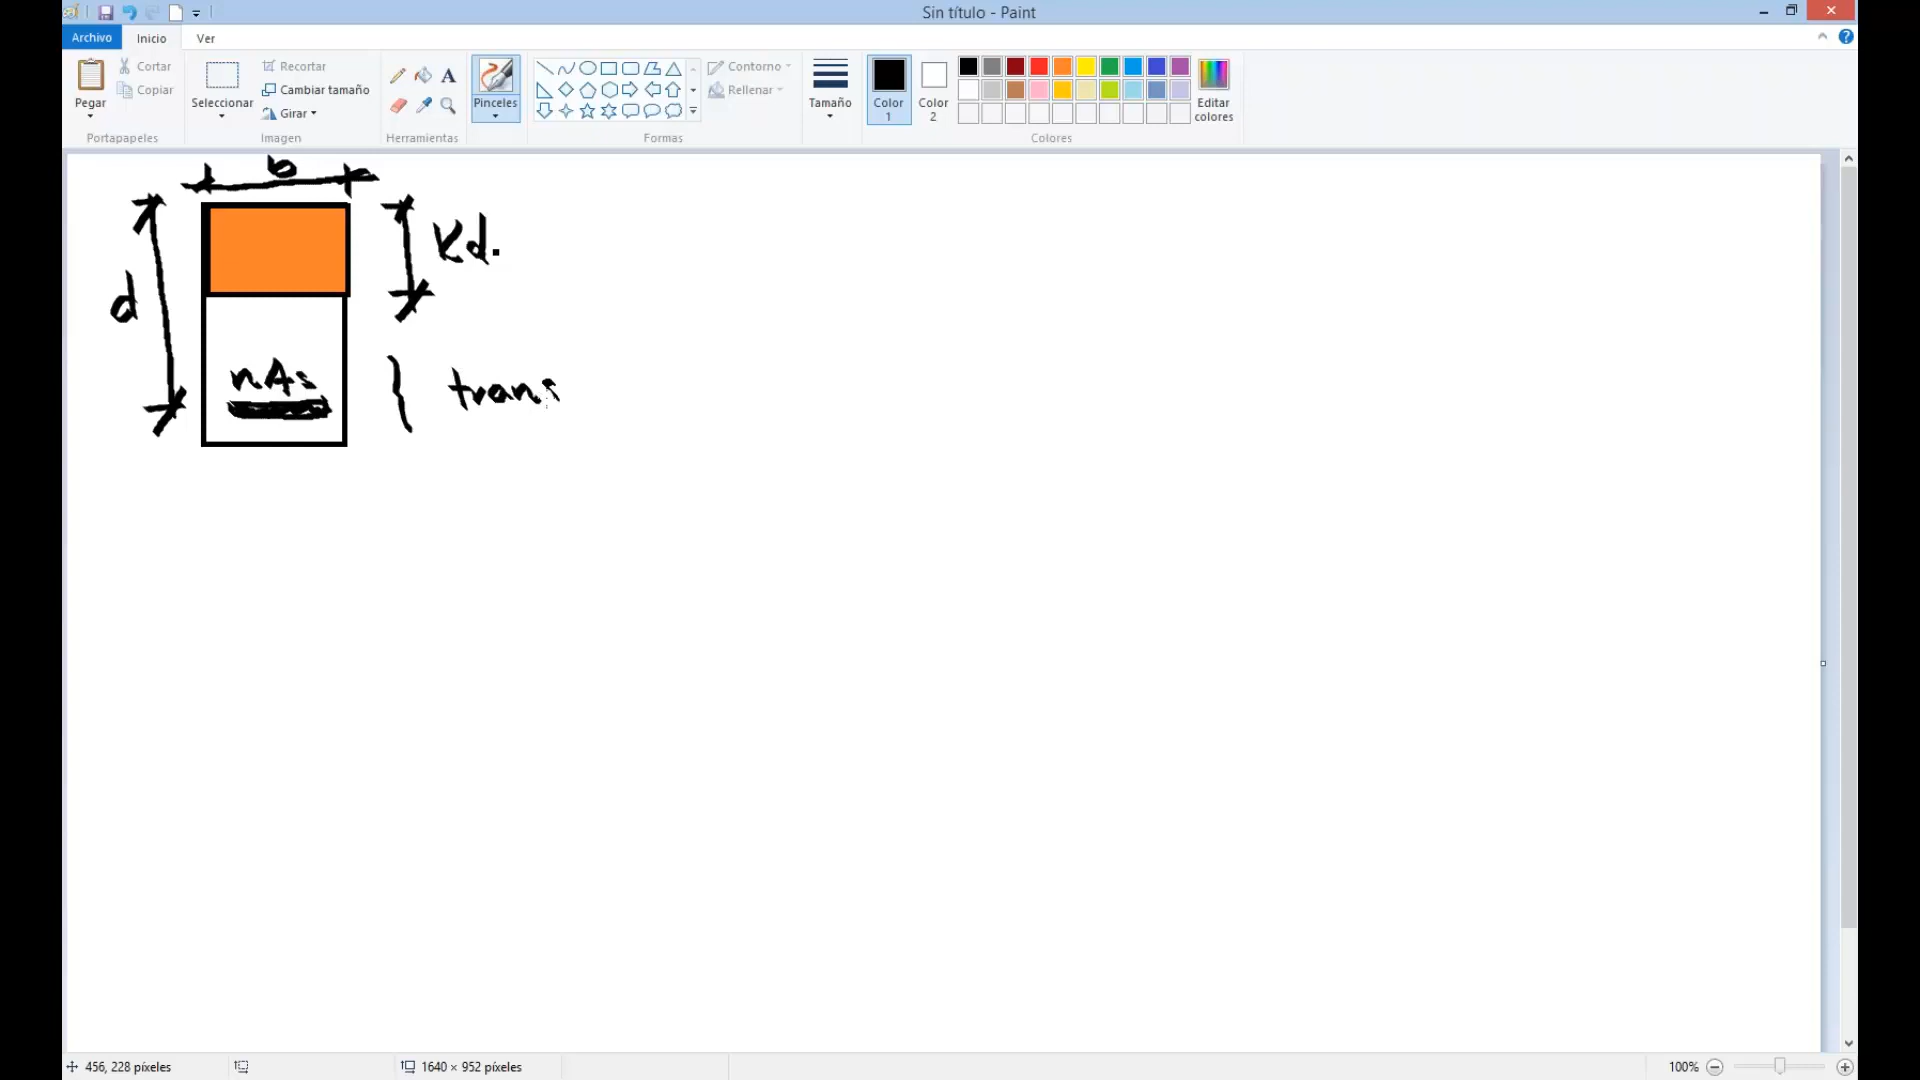 Sin título - Paint
Archivo Inicio Ver
Pegar Cortar Copiar Seleccionar Recortar Cambiar tamaño Girar A Pinceles Contorno Rellenar Tamaño Color 1 Color 2 Editar colores
Portapapeles Imagen Herramientas Formas Colores
b
d
Kd.
nAs
trans
456, 228 píxeles 1640 × 952 píxeles 100%